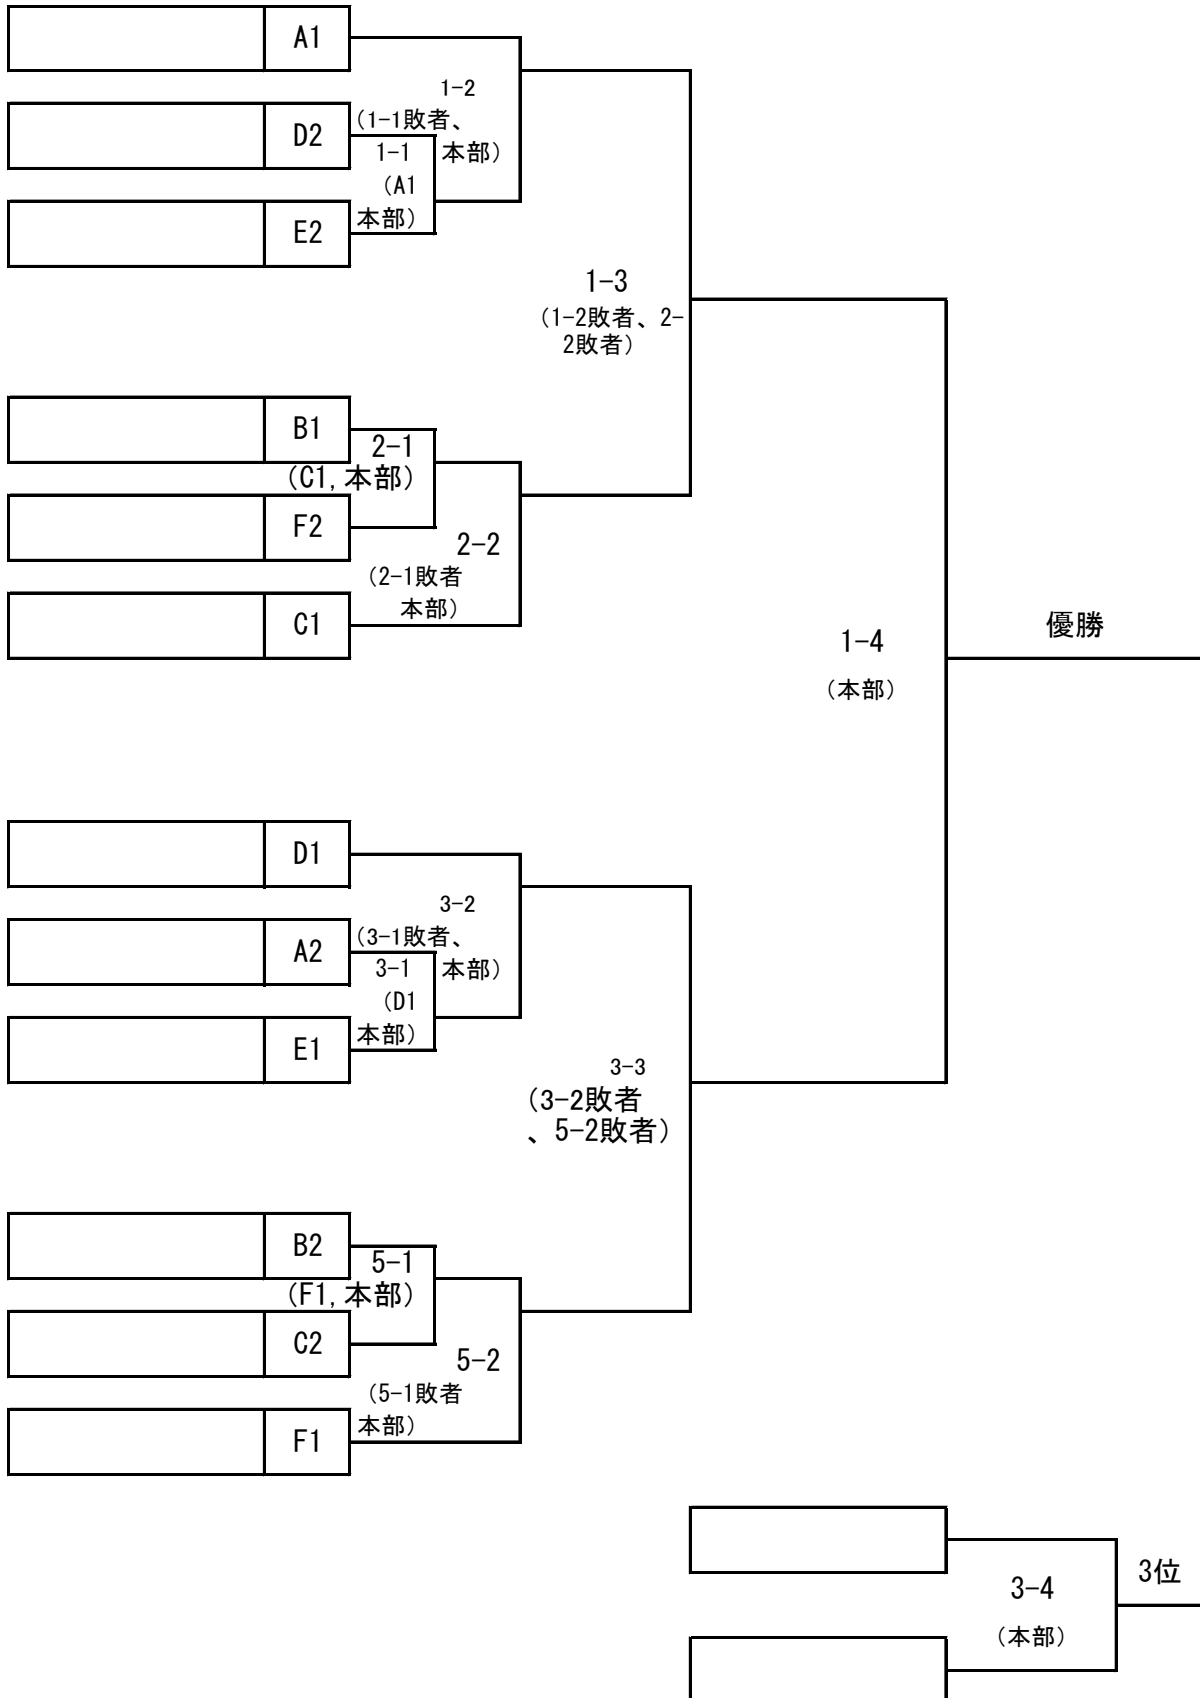 A1
1-2
(1-1敗者、
D2
1-1
本部)
(A1
本部)
E2
1-3
(1-2敗者、2-
2敗者)
B1
2-1
(C1,本部)
F2
2-2
(2-1敗者
本部)
C1
優勝
1-4
(本部)
D1
3-2
(3-1敗者、
A2
3-1
本部)
(D1
本部)
E1
3-3
(3-2敗者
、5-2敗者)
B2
5-1
(F1,本部)
C2
5-2
(5-1敗者
本部)
F1
3位
3-4
(本部)